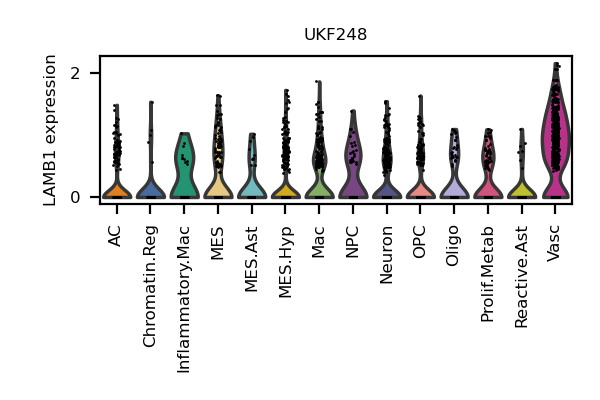 UKF248
LAMB1 expression
2
0
AC
Chromatin.Reg
Inflammatory.Mac
MES
MES.Ast
MES.Hyp
Mac
NPC
Neuron
OPC
Oligo
Prolif.Metab
Reactive.Ast
Vasc